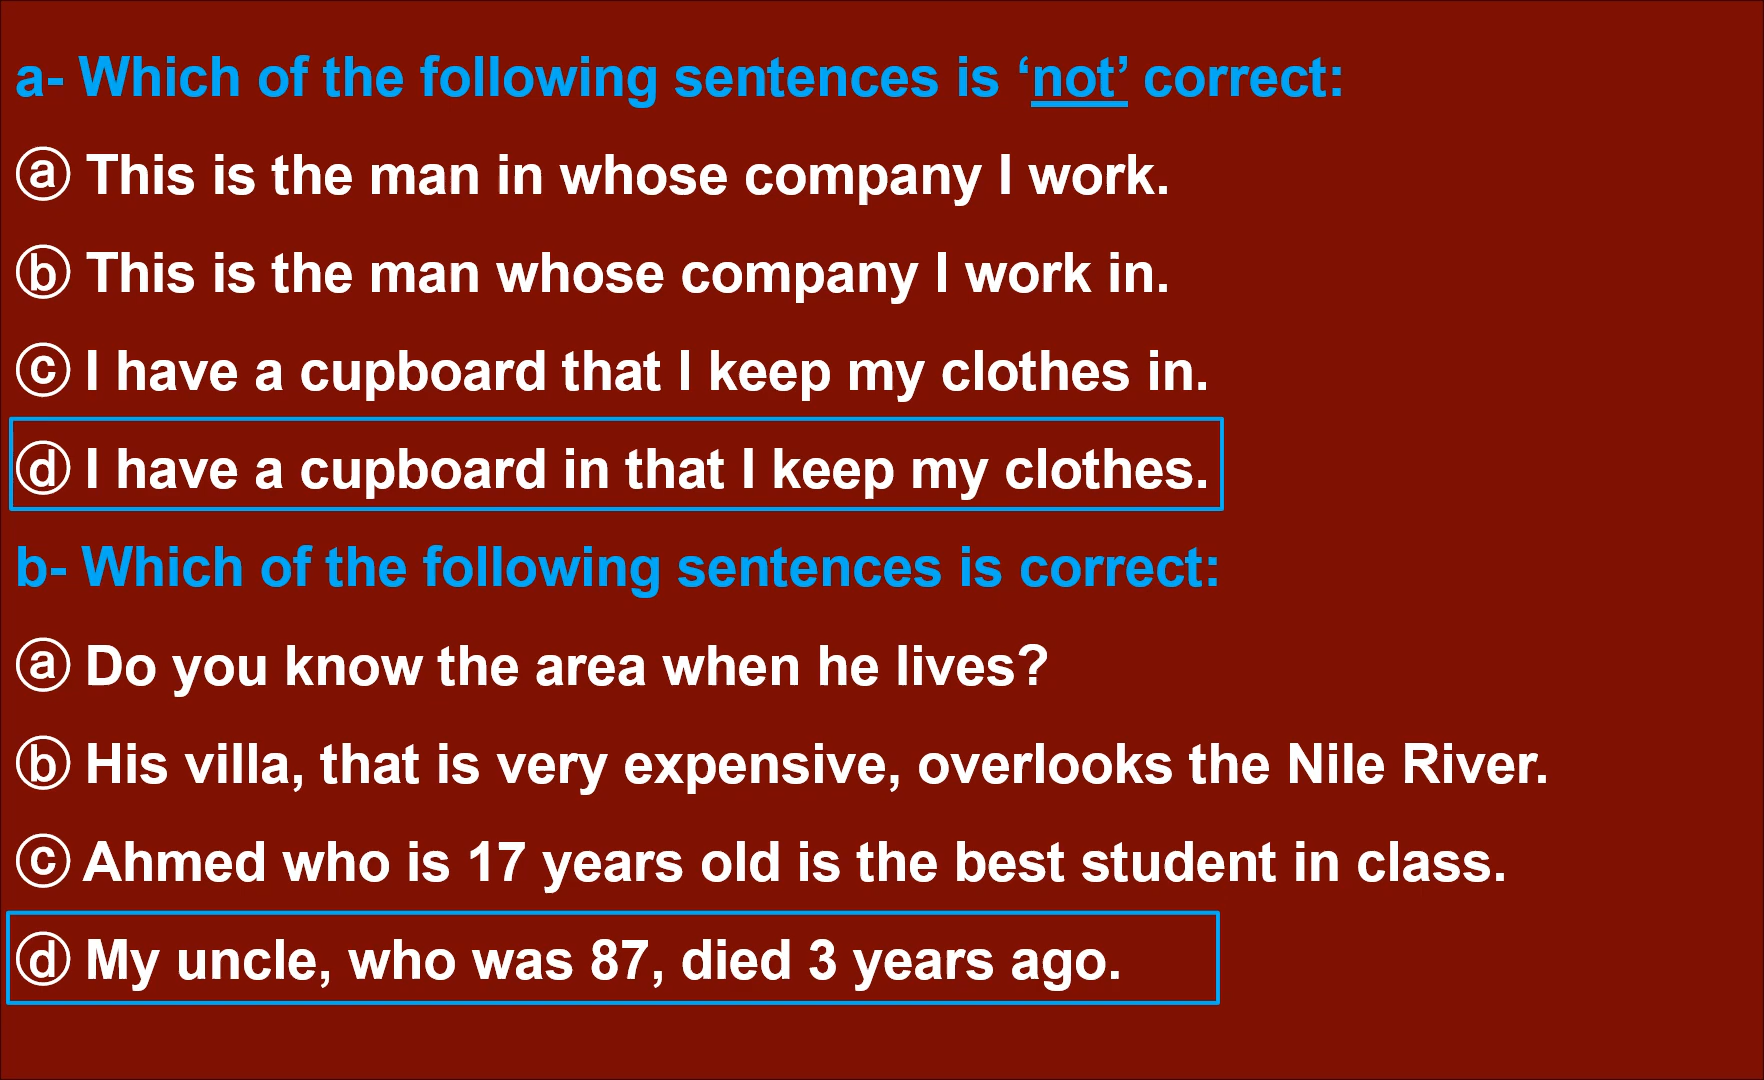 a- Which of the following sentences is ‘not’ correct:
ⓐ This is the man in whose company I work.
ⓑ This is the man whose company I work in.
ⓒ I have a cupboard that I keep my clothes in.
ⓓ I have a cupboard in that I keep my clothes.
b- Which of the following sentences is correct:
ⓐ Do you know the area when he lives?
ⓑ His villa, that is very expensive, overlooks the Nile River.
ⓒ Ahmed who is 17 years old is the best student in class.
ⓓ My uncle, who was 87, died 3 years ago.